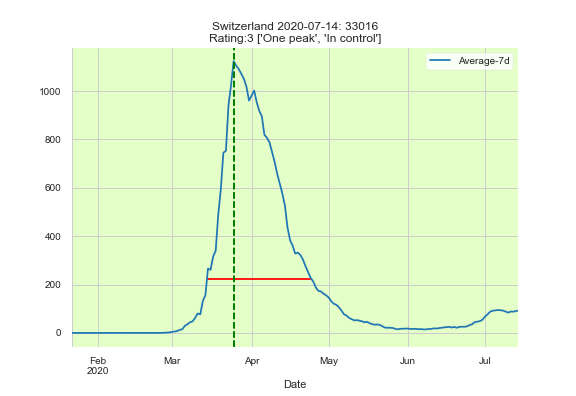 Switzerland 2020-07-14: 33016
Rating:3 ['One peak', 'In control']
Average-7d
1000
800
600
400
200
0
Feb Mar Apr May Jun Jul
2020
Date